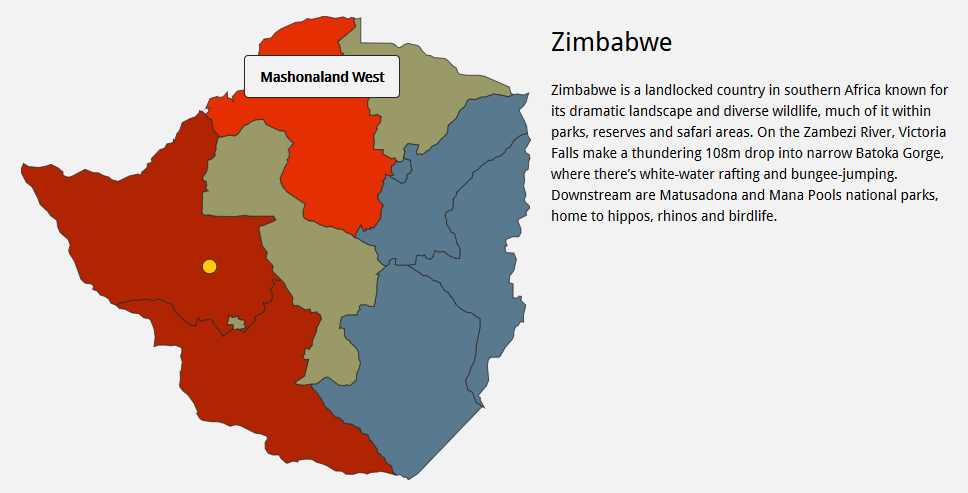 Zimbabwe
Mashonaland West
Zimbabwe is a landlocked country in southern Africa known for
its dramatic landscape and diverse wildlife, much of it within
parks, reserves and safari areas. On the Zambezi River, Victoria
Falls make a thundering 108m drop into narrow Batoka Gorge,
where there’s white-water rafting and bungee-jumping.
Downstream are Matusadona and Mana Pools national parks,
home to hippos, rhinos and birdlife.